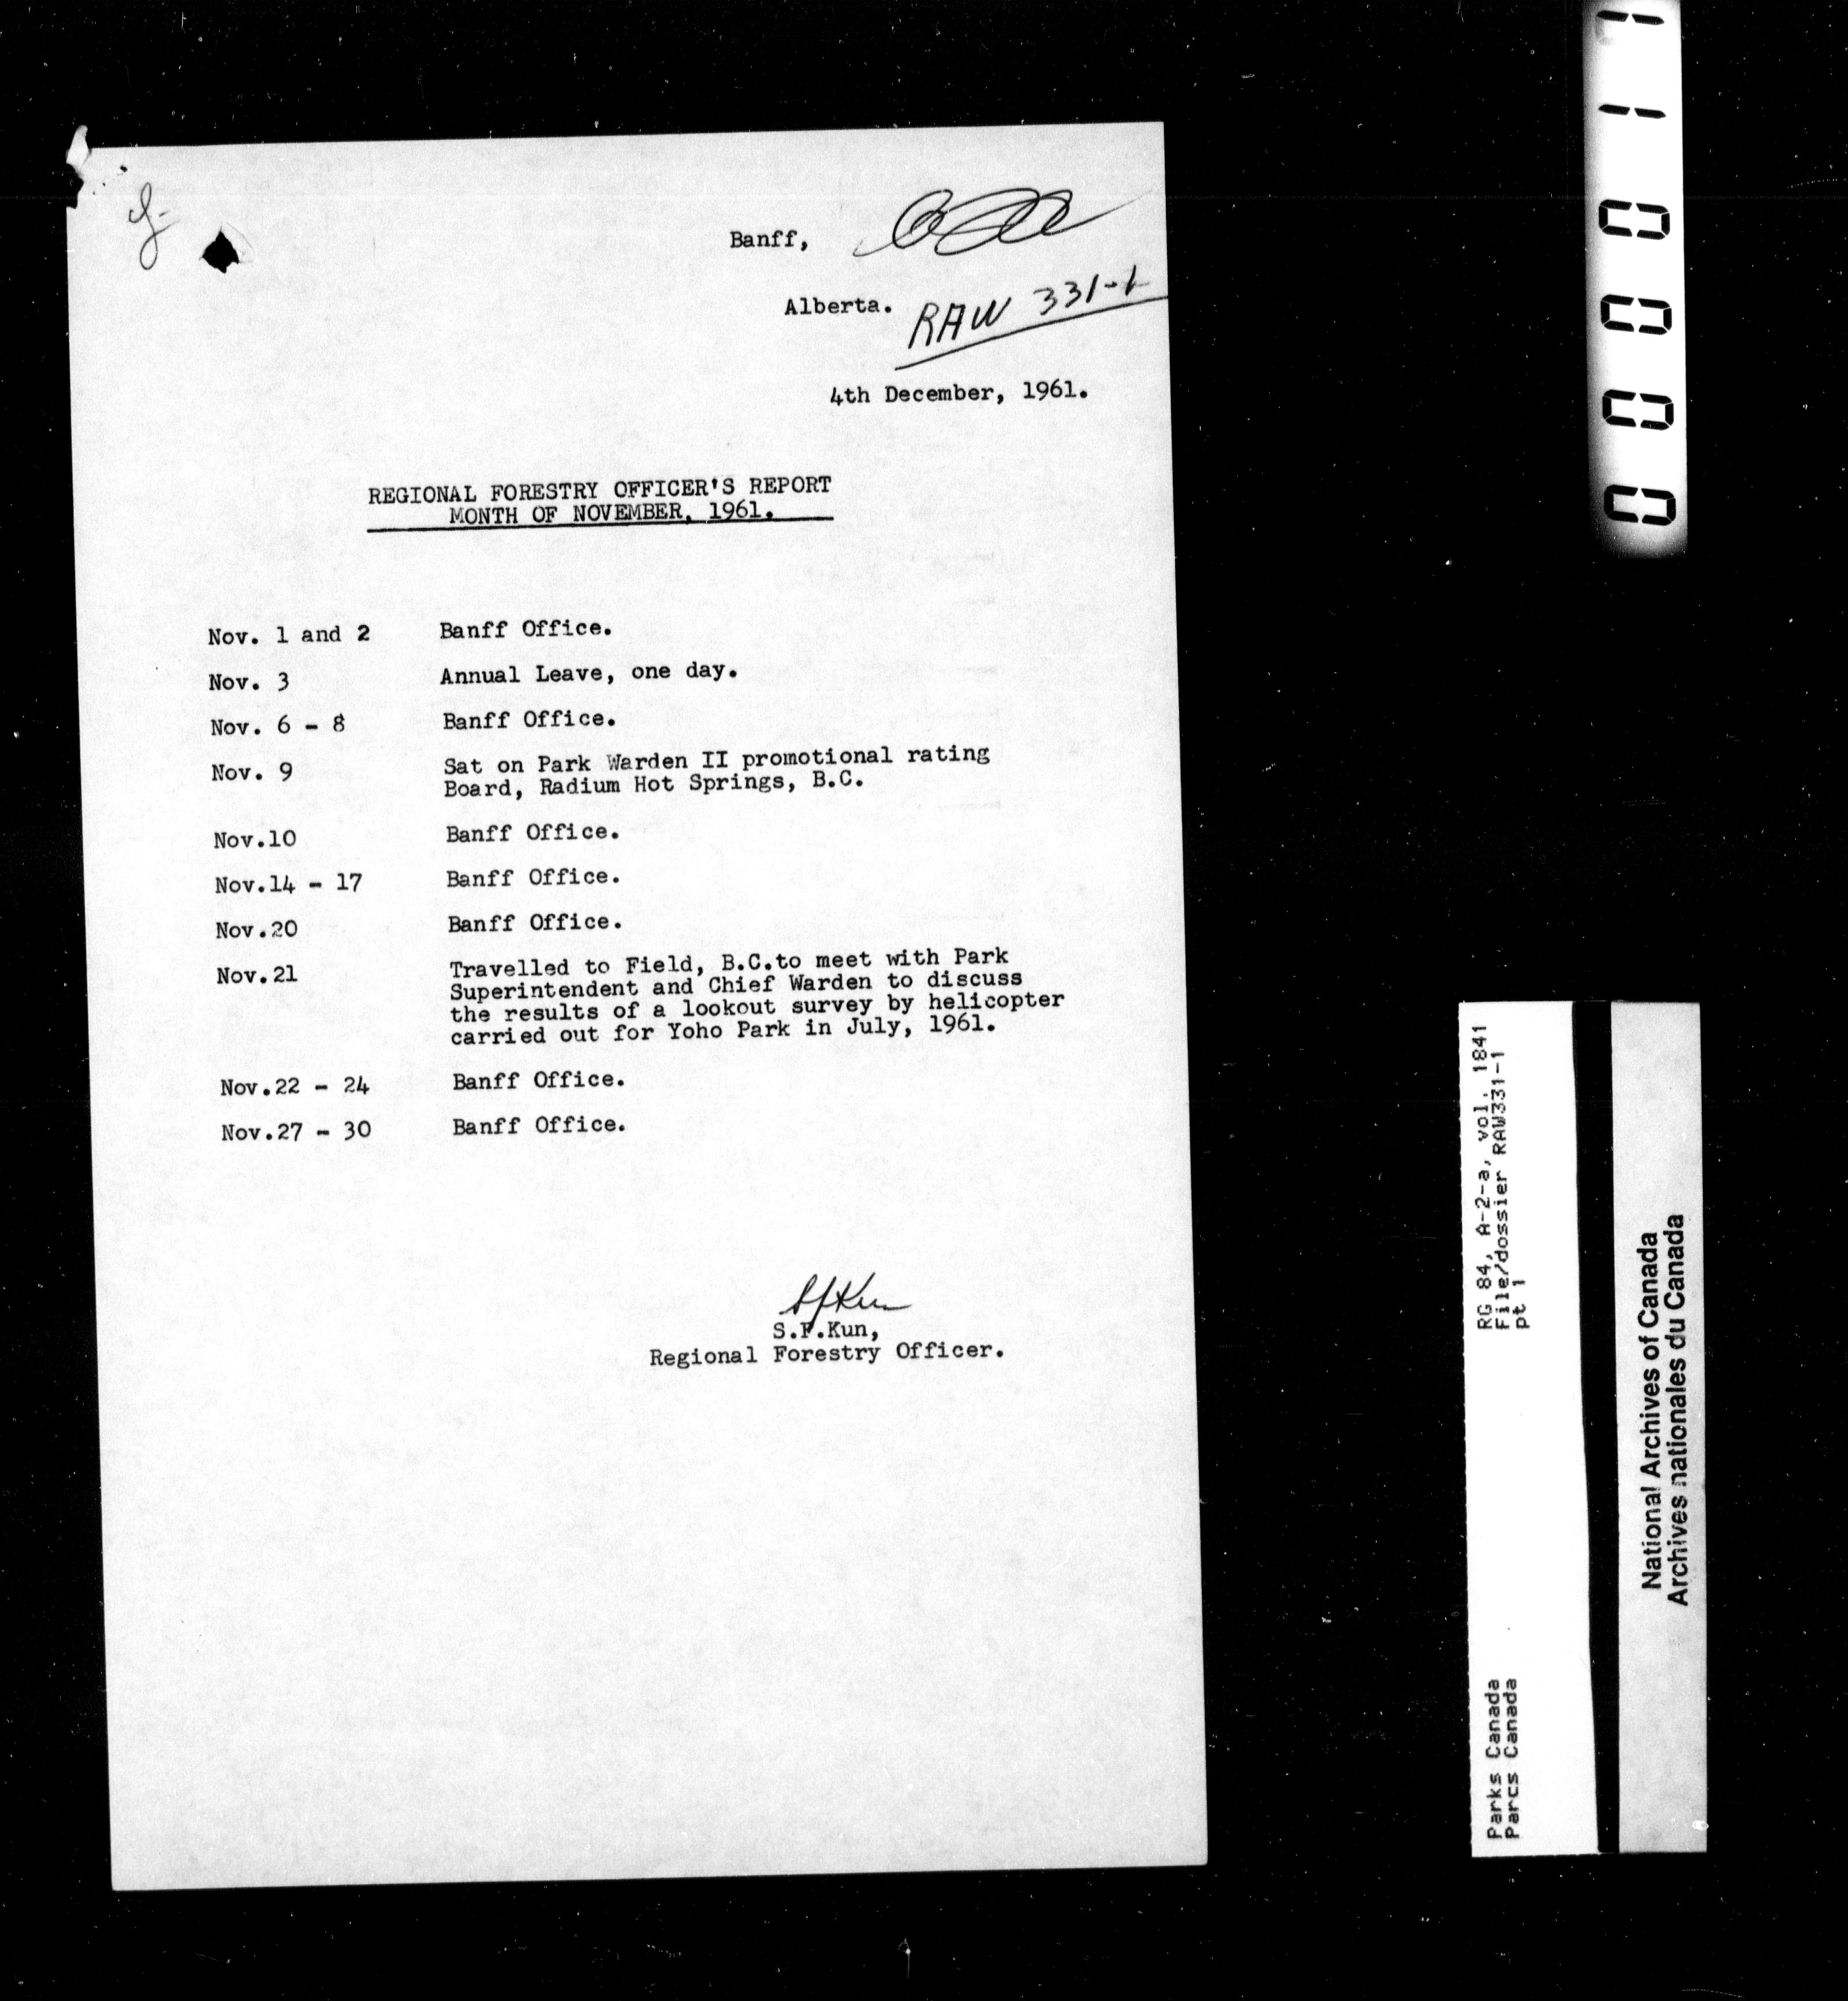 Banff,
Alberta.
RAW 331-1
4th December, 1961.
REGIONAL FORESTRY OFFICER'S REPORT
MONTH OF NOVEMBER, 1961.
Nov. 1 and 2 Banff Office.
Nov. 3 Annual Leave, one day.
Nov. 6 - 8 Banff Office.
Nov. 9 Sat on Park Warden II promotional rating
Board, Radium Hot Springs, B.C.
Nov.10 Banff Office.
Nov.14 - 17 Banff Office.
Nov.20 Banff Office.
Nov.21 Travelled to Field, B.C.to meet with Park
Superintendent and Chief Warden to discuss
the results of a lookout survey by helicopter
carried out for Yoho Park in July, 1961.
Nov.22 - 24 Banff Office.
Nov.27 - 30 Banff Office.
SFKun
S.F.Kun,
Regional Forestry Officer.
000011
RG 84, A-2-a, vol. 1841
File/dossier RAW331-1
pt 1
Parks Canada
Parcs Canada
National Archives of Canada
Archives nationales du Canada